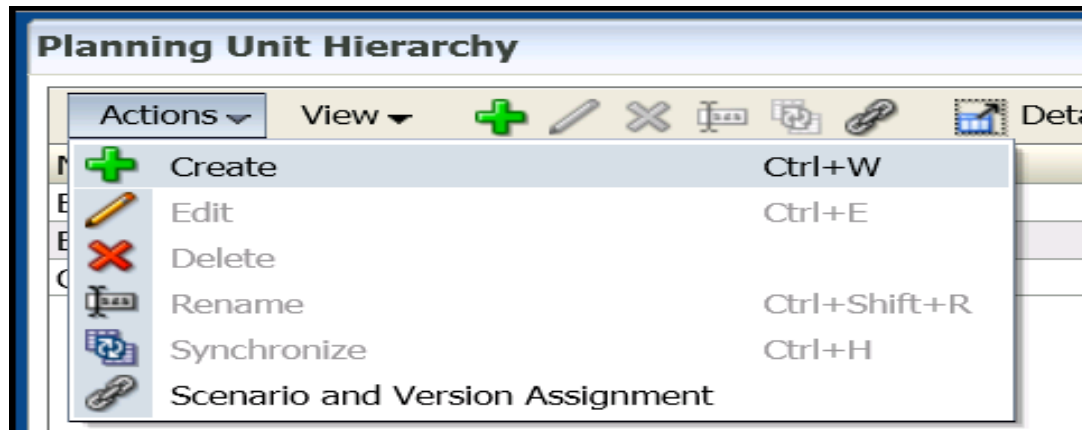 Planning Unit Hierarchy
Actions View Deta
N
Create Ctrl+W
E
Edit Ctrl+E
E
Delete
Rename Ctrl+Shift+R
Synchronize Ctrl+H
Scenario and Version Assignment